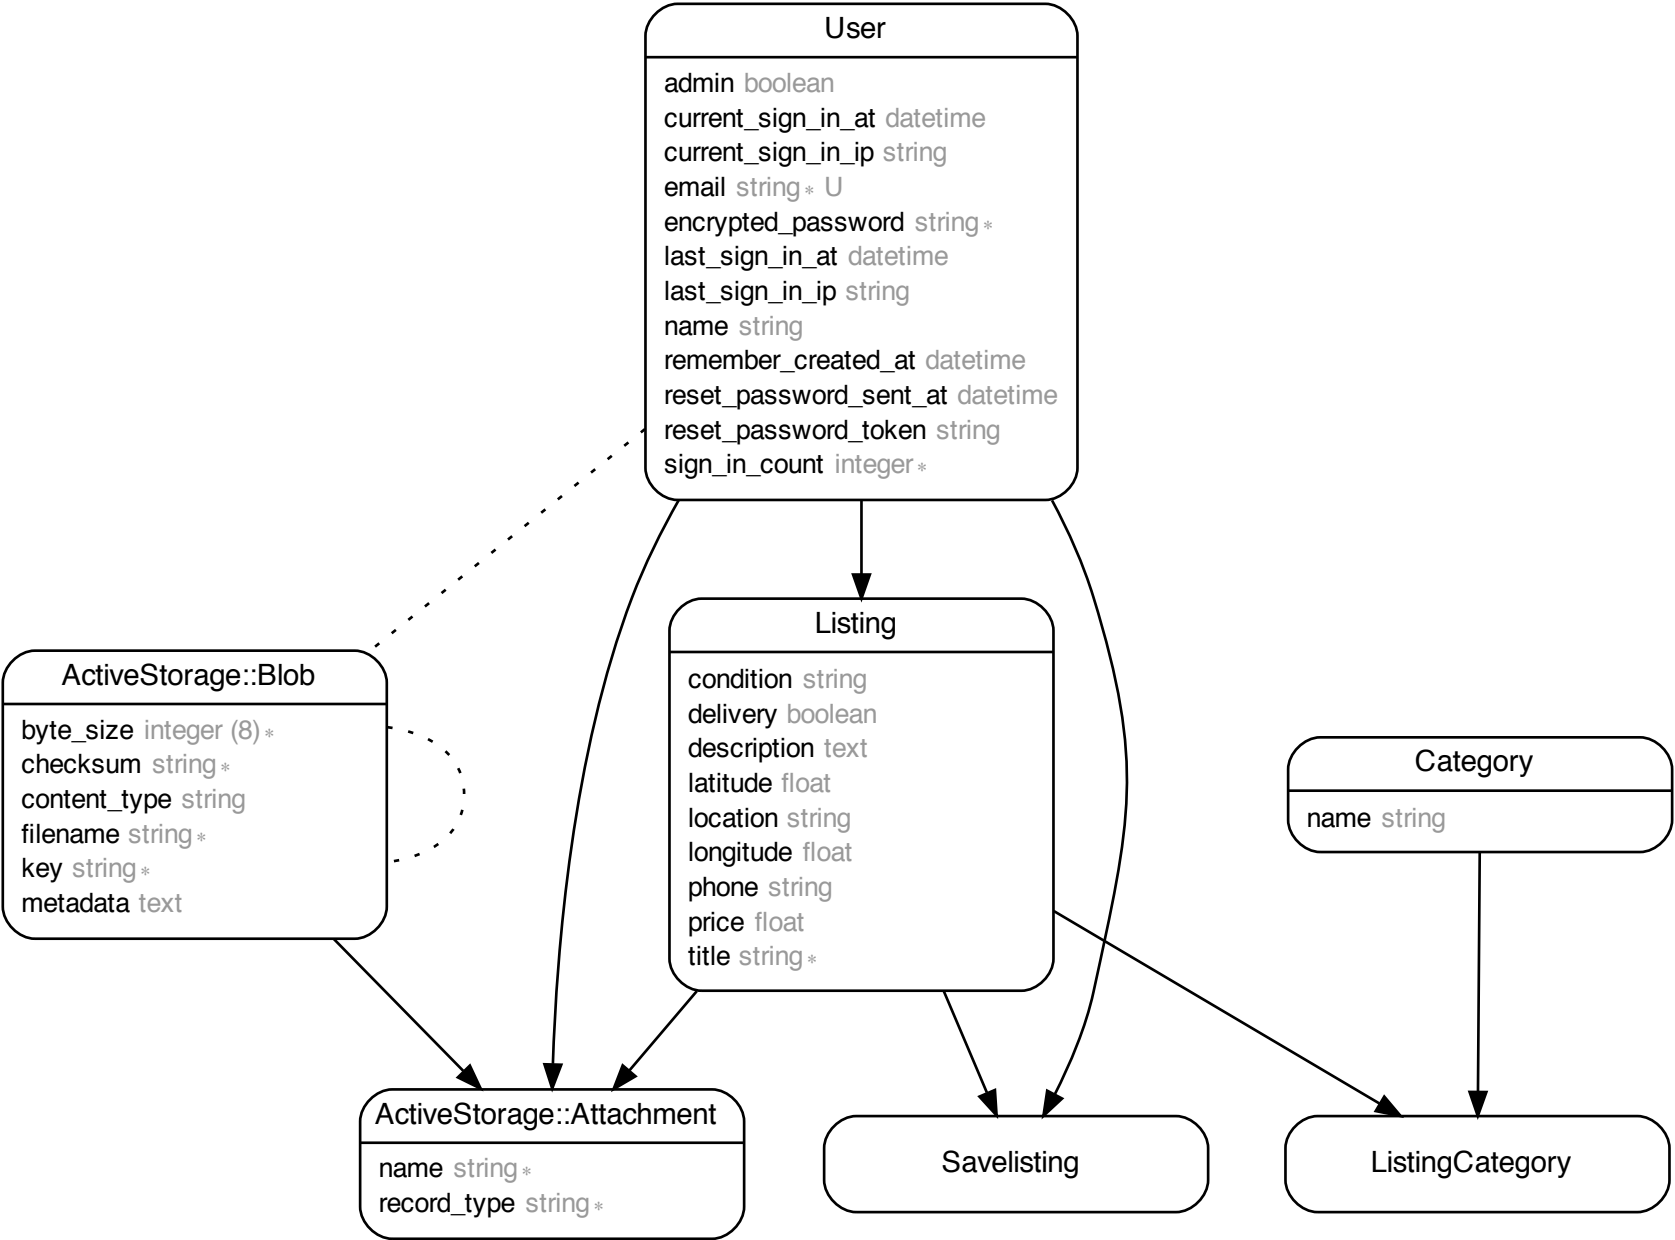 User
admin boolean
current_sign_in_at datetime
current_sign_in_ip string
email string* U
encrypted_password string*
last_sign_in_at datetime
last_sign_in_ip string
name string
remember_created_at datetime
reset_password_sent_at datetime
reset_password_token string
sign_in_count integer*
Listing
condition string
delivery boolean
description text
latitude float
location string
longitude float
phone string
price float
title string*
ActiveStorage::Blob
byte_size integer (8)*
checksum string*
content_type string
filename string*
key string*
metadata text
Category
name string
ActiveStorage::Attachment
name string*
record_type string*
Savelisting
ListingCategory